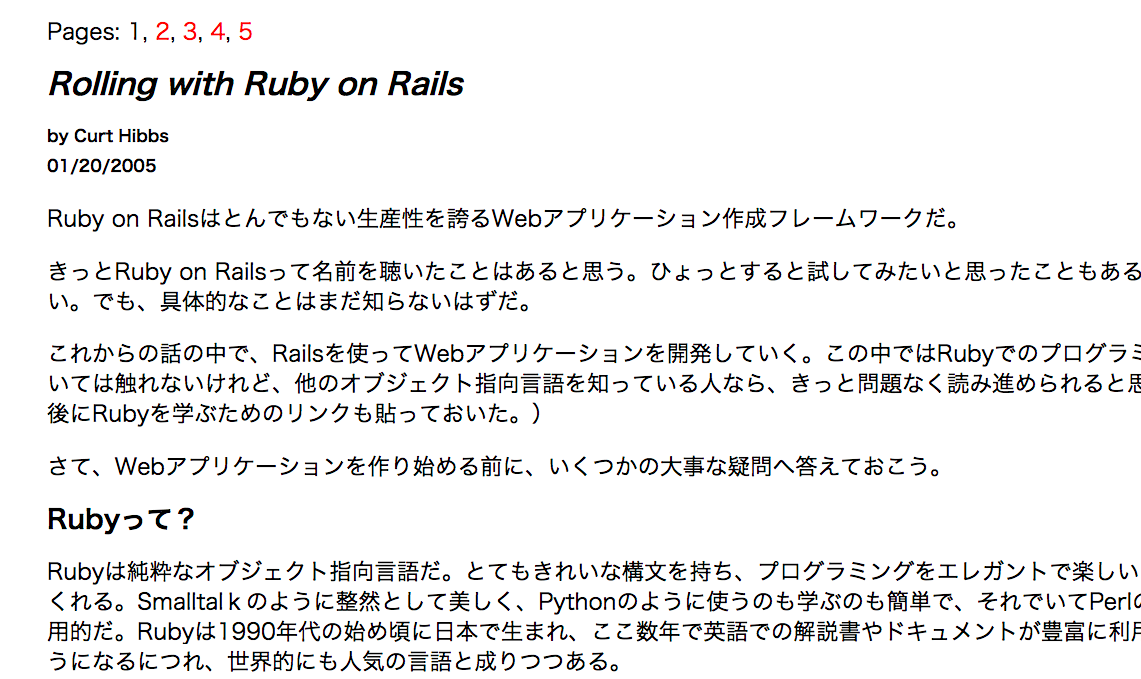 Pages: 1, 2, 3, 4, 5
Rolling with Ruby on Rails
by Curt Hibbs
01/20/2005
Ruby on Railsはとんでもない生産性を誇るWebアプリケーション作成フレームワークだ。
きっとRuby on Railsって名前を聴いたことはあると思う。ひょっとすると試してみたいと思ったこともある
い。でも、具体的なことはまだ知らないはずだ。
これからの話の中で、Railsを使ってWebアプリケーションを開発していく。この中ではRubyでのプログラミ
いては触れないけれど、他のオブジェクト指向言語を知っている人なら、きっと問題なく読み進められると思
後にRubyを学ぶためのリンクも貼っておいた。）
さて、Webアプリケーションを作り始める前に、いくつかの大事な疑問へ答えておこう。
Rubyって？
Rubyは純粋なオブジェクト指向言語だ。とてもきれいな構文を持ち、プログラミングをエレガントで楽しい
くれる。Smalltalｋのように整然として美しく、Pythonのように使うのも学ぶのも簡単で、それでいてPerlの
用的だ。Rubyは1990年代の始め頃に日本で生まれ、ここ数年で英語での解説書やドキュメントが豊富に利用
うになるにつれ、世界的にも人気の言語と成りつつある。